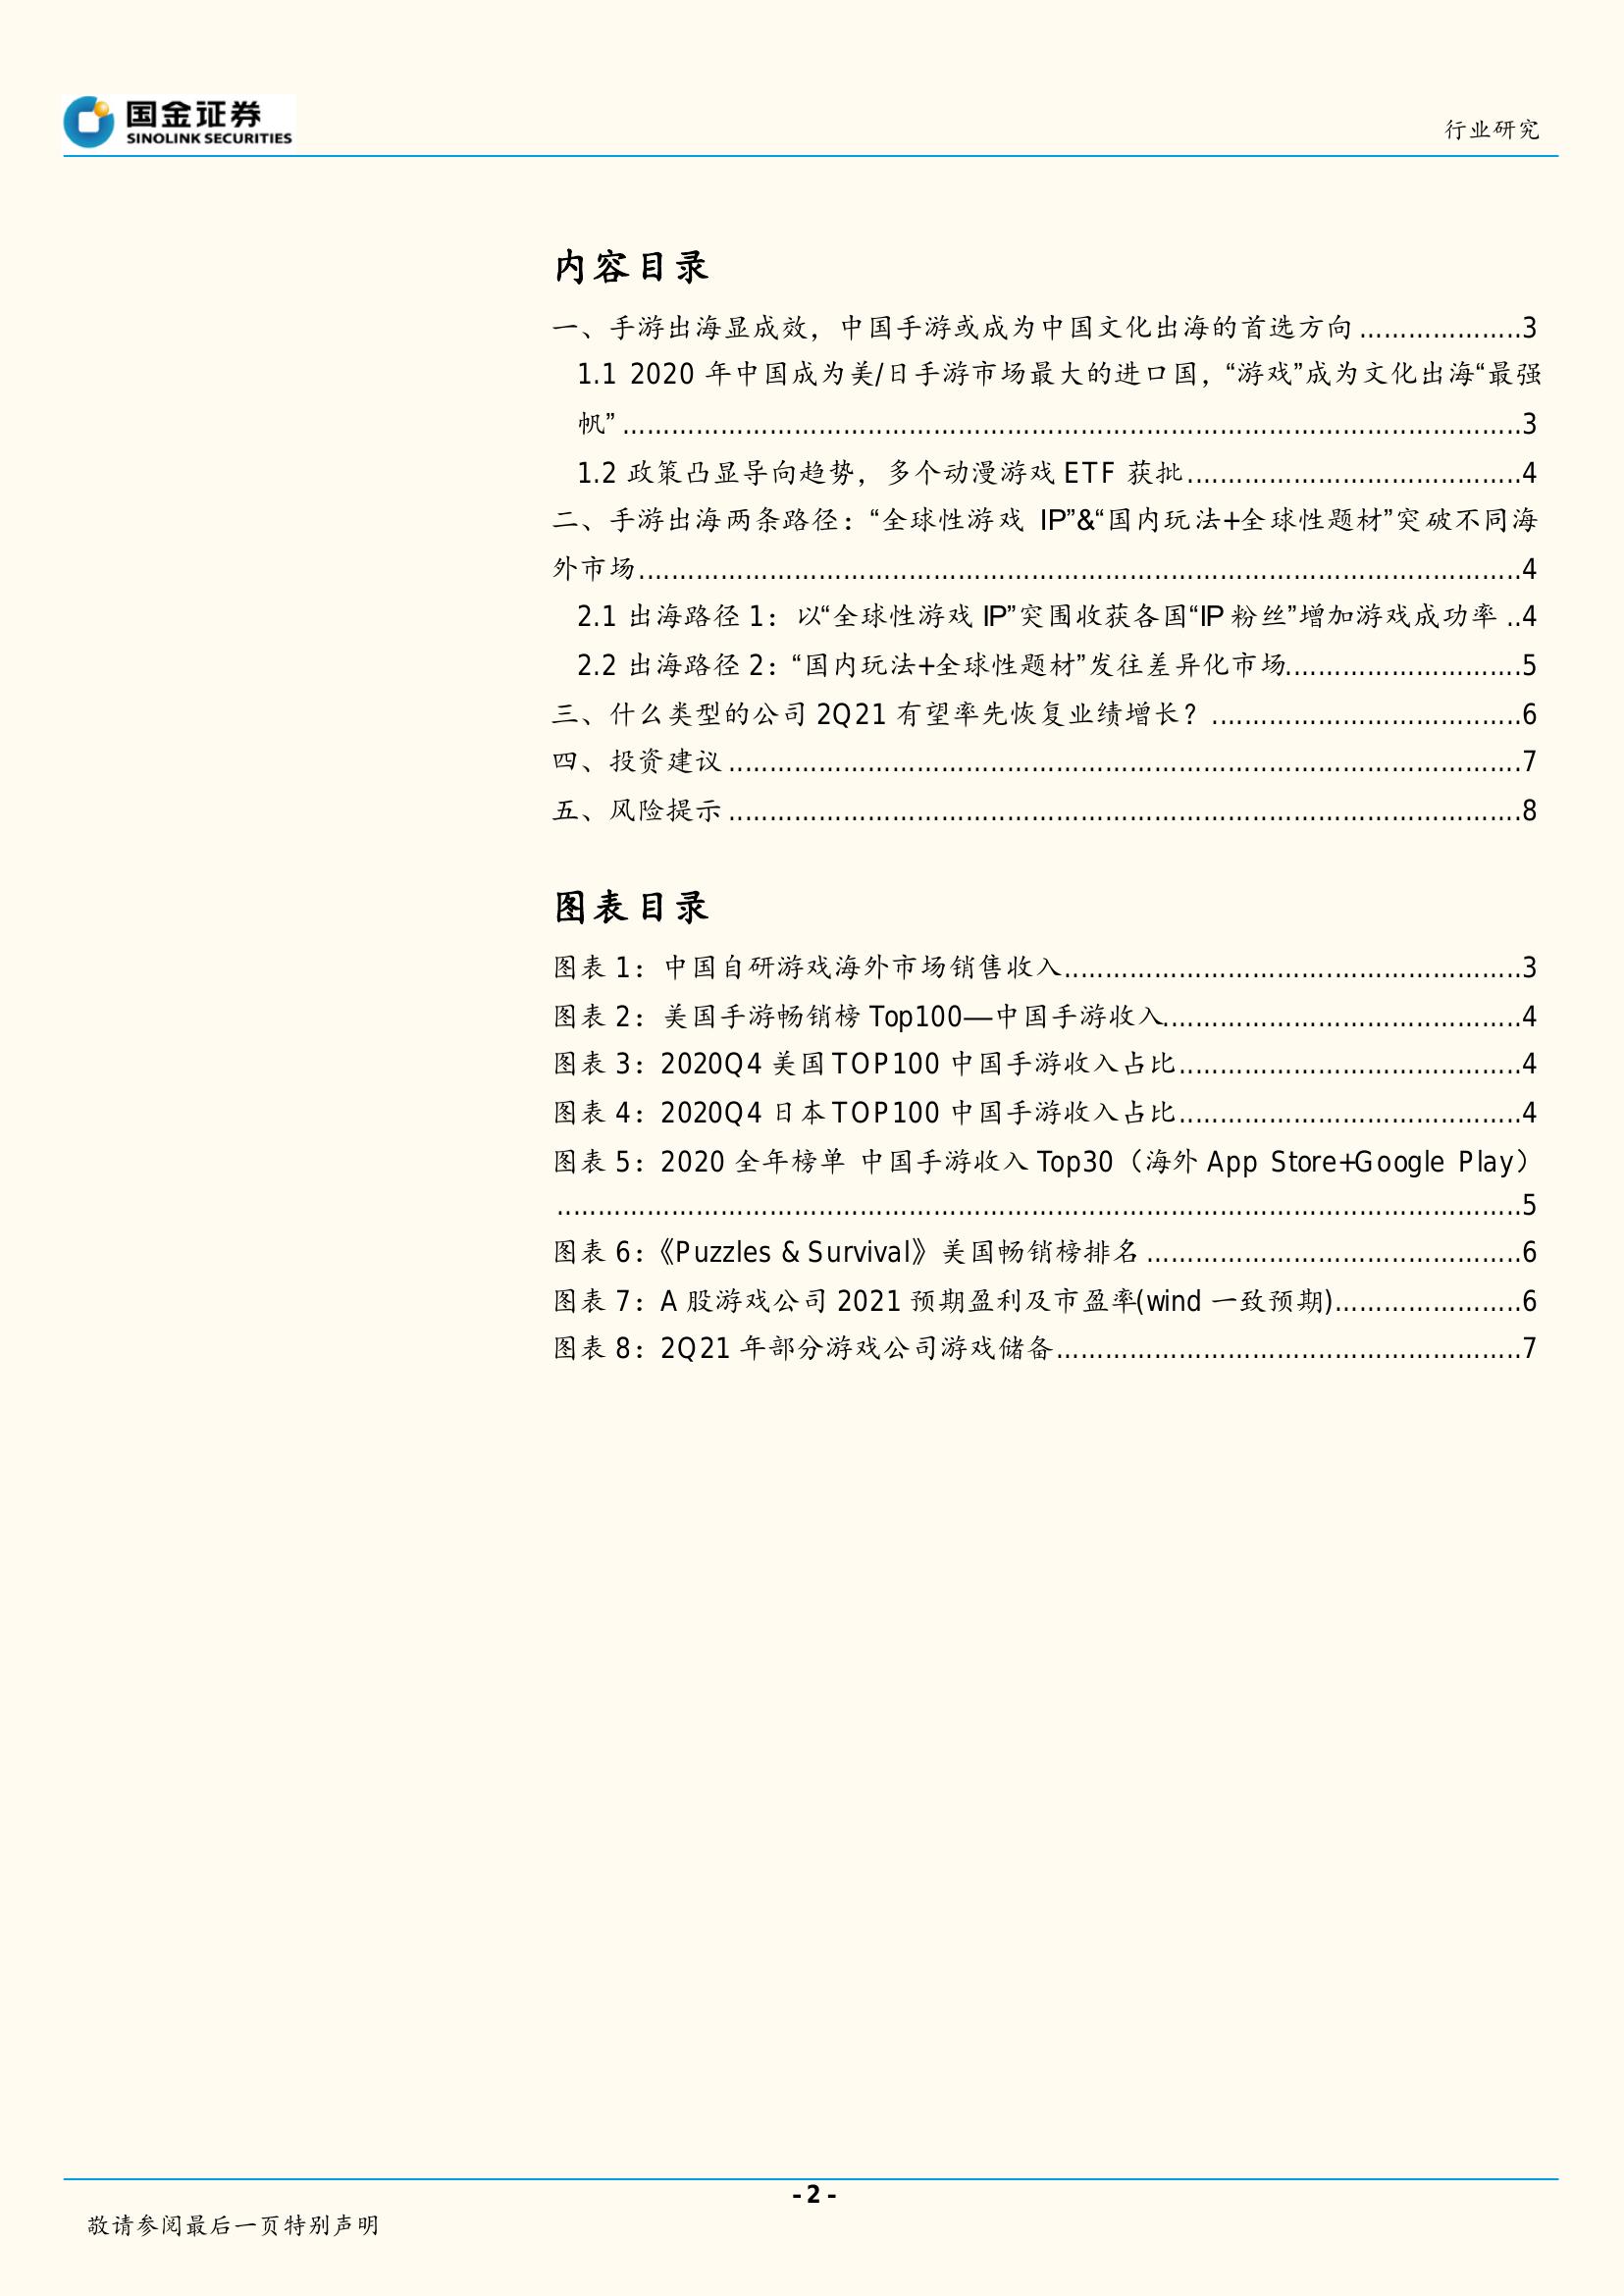 国金证券
SINOLINK SECURITIES
行业研究
内容目录
一、手游出海显成效，中国手游或成为中国文化出海的首选方向....................3
1.1 2020 年中国成为美/日手游市场最大的进口国，“游戏”成为文化出海“最强
帆”..............................................................................................................3
1.2 政策凸显导向趋势，多个动漫游戏 ETF 获批.........................................4
二、手游出海两条路径：“全球性游戏 IP”&“国内玩法+全球性题材”突破不同海
外市场............................................................................................................4
2.1 出海路径 1：以“全球性游戏 IP”突围收获各国“IP 粉丝”增加游戏成功率 ..4
2.2 出海路径 2：“国内玩法+全球性题材”发往差异化市场.............................5
三、什么类型的公司 2Q21 有望率先恢复业绩增长？......................................6
四、投资建议.................................................................................................7
五、风险提示.................................................................................................8
图表目录
图表 1：中国自研游戏海外市场销售收入........................................................3
图表 2：美国手游畅销榜 Top100—中国手游收入............................................4
图表 3：2020Q4 美国 TOP100 中国手游收入占比..........................................4
图表 4：2020Q4 日本 TOP100 中国手游收入占比..........................................4
图表 5：2020 全年榜单 中国手游收入 Top30（海外 App Store+Google Play）
......................................................................................................................5
图表 6：《Puzzles & Survival》美国畅销榜排名..............................................6
图表 7：A 股游戏公司 2021 预期盈利及市盈率(wind 一致预期).......................6
图表 8：2Q21 年部分游戏公司游戏储备.........................................................7
- 2 -
敬请参阅最后一页特别声明